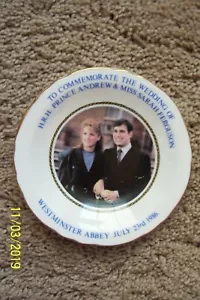 TO COMMEMORATE THE WEDDING OF
H.R.H. PRINCE ANDREW & MISS SARAH FERGUSON
WESTMINSTER ABBEY JULY 23rd 1986
11/03/2019